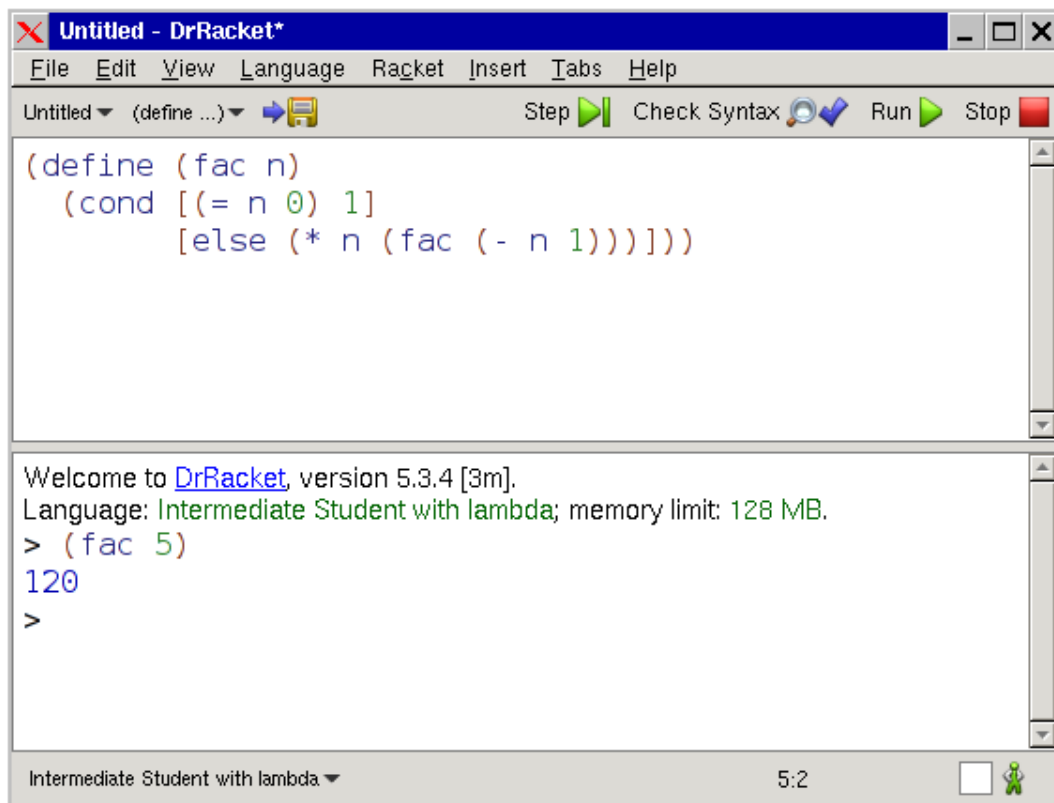 Untitled - DrRacket*
File Edit View Language Racket Insert Tabs Help
Untitled (define ...) Step Check Syntax Run Stop
(define (fac n)
  (cond [(= n 0) 1]
        [else (* n (fac (- n 1)))]))
Welcome to DrRacket, version 5.3.4 [3m].
Language: Intermediate Student with lambda; memory limit: 128 MB.
> (fac 5)
120
>
Intermediate Student with lambda 5:2